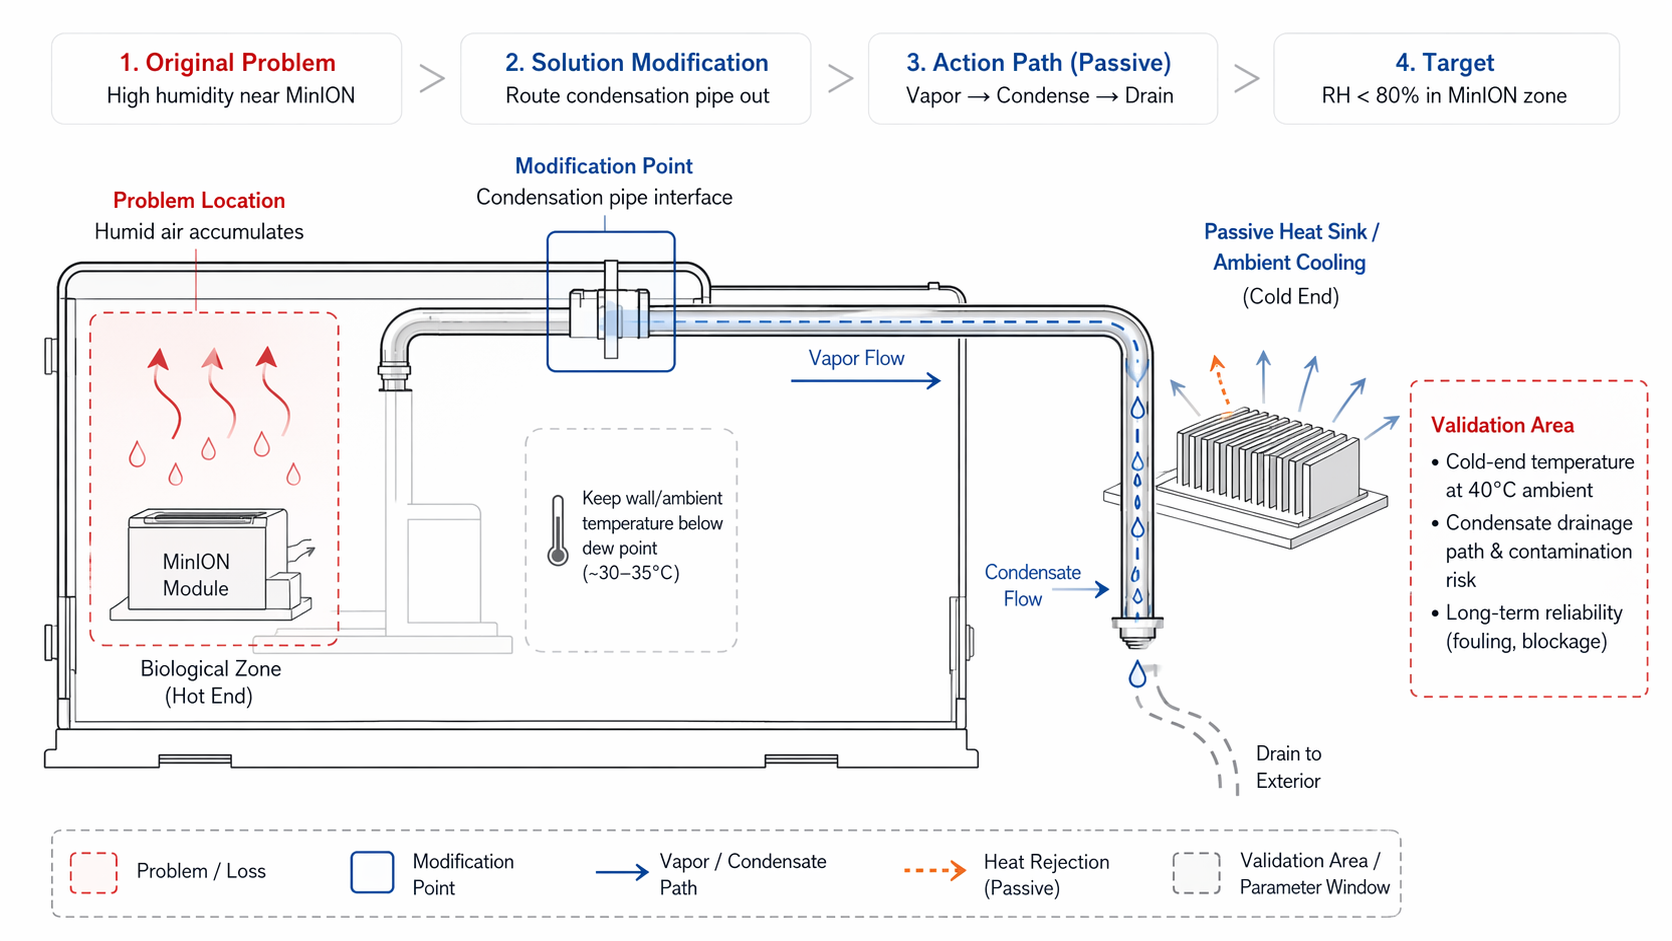 1. Original Problem
High humidity near MinION
2. Solution Modification
Route condensation pipe out
3. Action Path (Passive)
Vapor → Condense → Drain
4. Target
RH < 80% in MinION zone
Problem Location
Humid air accumulates
Modification Point
Condensation pipe interface
Passive Heat Sink /
Ambient Cooling
(Cold End)
Vapor Flow
Keep wall/ambient
temperature below
dew point
(~30–35°C)
MinION
Module
Biological Zone
(Hot End)
Condensate
Flow
Validation Area
• Cold-end temperature
at 40°C ambient
• Condensate drainage
path & contamination
risk
• Long-term reliability
(fouling, blockage)
Drain to
Exterior
Problem / Loss
Modification
Point
Vapor / Condensate
Path
Heat Rejection
(Passive)
Validation Area /
Parameter Window